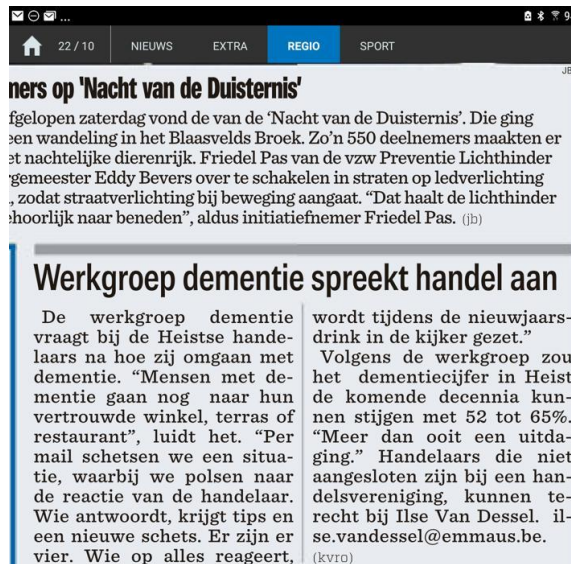 22 / 10
NIEUWS
EXTRA
REGIO
SPORT
JB
mers op 'Nacht van de Duisternis'
fgelopen zaterdag vond de van de ‘Nacht van de Duisternis’. Die ging
een wandeling in het Blaasvelds Broek. Zo’n 550 deelnemers maakten er
et nachtelijke dierenrijk. Friedel Pas van de vzw Preventie Lichthinder
rgemeester Eddy Bevers over te schakelen in straten op ledverlichting
, zodat straatverlichting bij beweging aangaat. “Dat haalt de lichthinder
ehoorlijk naar beneden”, aldus initiatiefnemer Friedel Pas. (jb)
Werkgroep dementie spreekt handel aan
De werkgroep dementie
vraagt bij de Heistse hande-
laars na hoe zij omgaan met
dementie. “Mensen met de-
mentie gaan nog naar hun
vertrouwde winkel, terras of
restaurant”, luidt het. “Per
mail schetsen we een situa-
tie, waarbij we polsen naar
de reactie van de handelaar.
Wie antwoordt, krijgt tips en
een nieuwe schets. Er zijn er
vier. Wie op alles reageert,
wordt tijdens de nieuwjaars-
drink in de kijker gezet.”
Volgens de werkgroep zou
het dementiecijfer in Heist
de komende decennia kun-
nen stijgen met 52 tot 65%.
“Meer dan ooit een uitda-
ging.” Handelaars die niet
aangesloten zijn bij een han-
delsvereniging, kunnen te-
recht bij Ilse Van Dessel. il-
se.vandessel@emmaus.be.
(kvro)